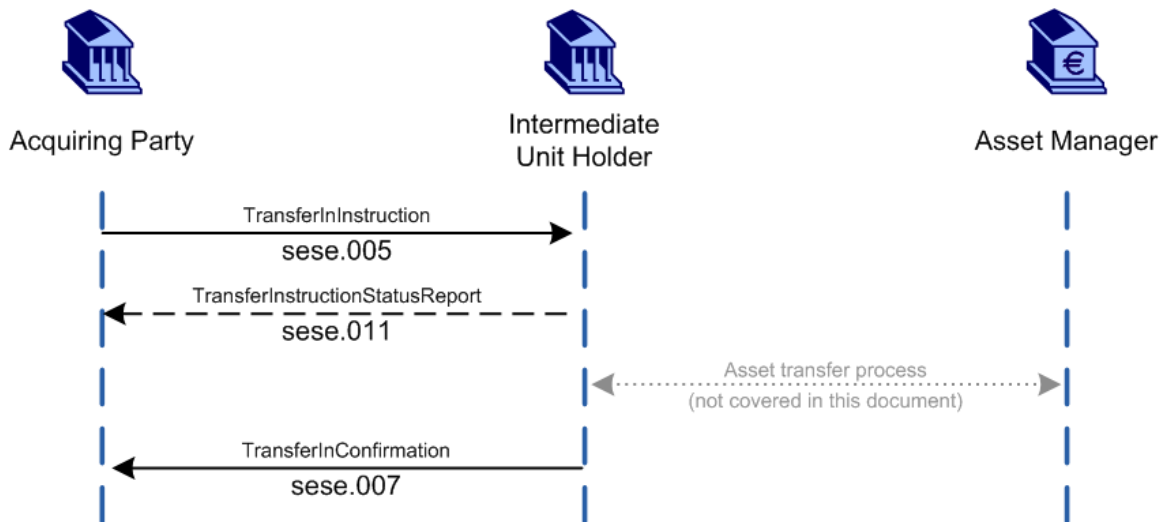 Acquiring Party
Intermediate
Unit Holder
Asset Manager
€
TransferInInstruction
sese.005
TransferInstructionStatusReport
sese.011
Asset transfer process
(not covered in this document)
TransferInConfirmation
sese.007